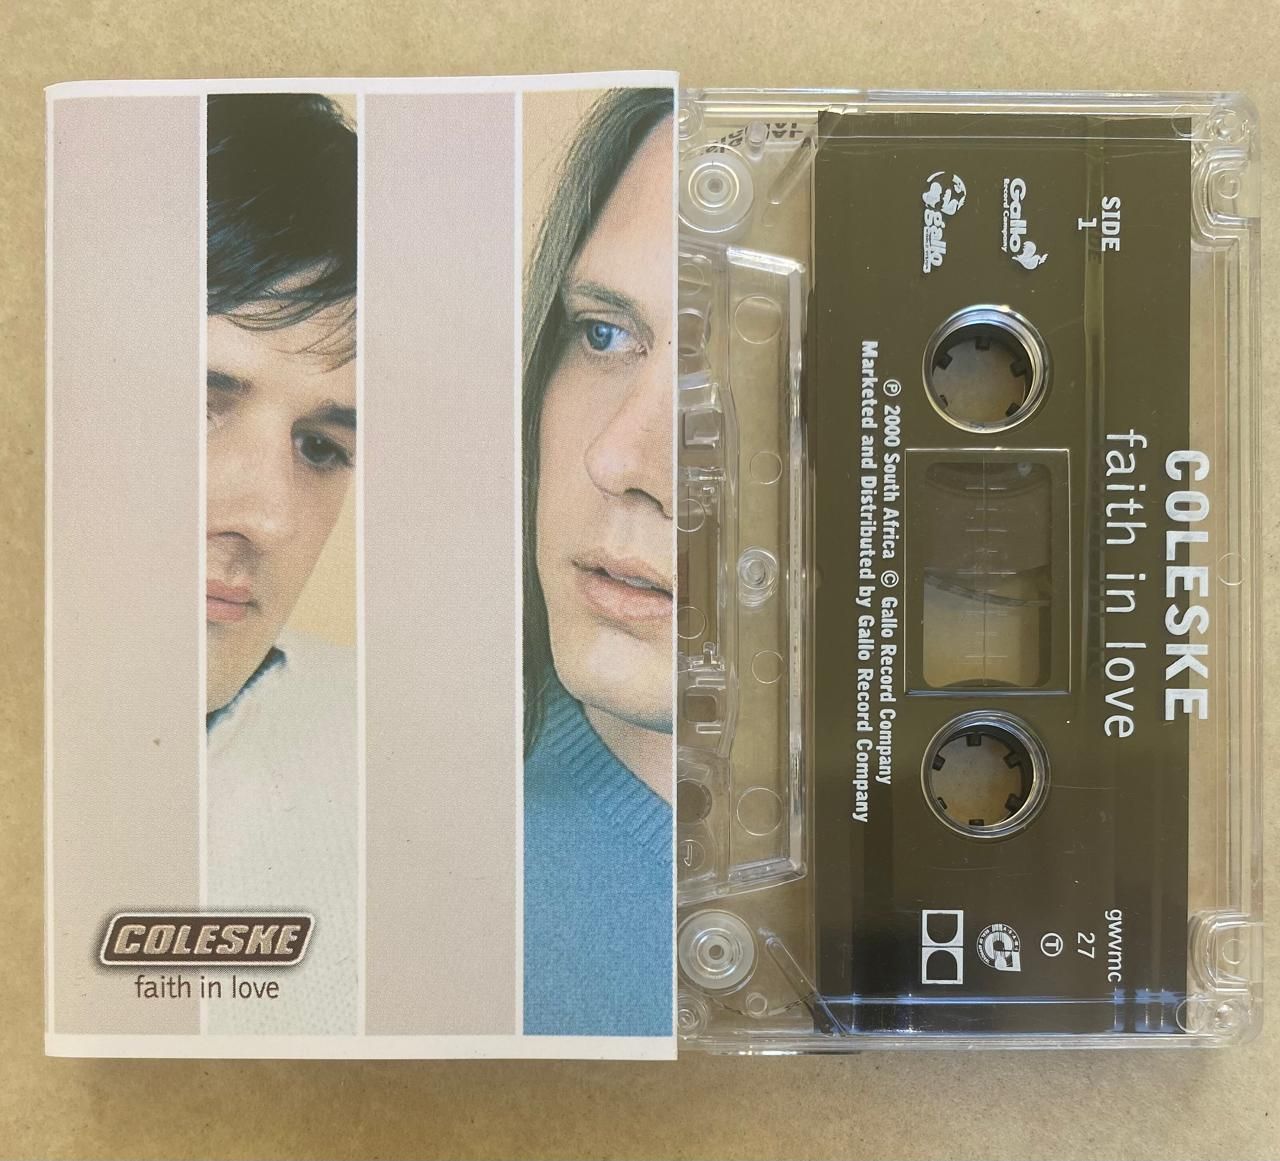 COLESKE
faith in love
COLESKE
faith in love
SIDE
1
Gallo
Record Company
gallo
℗ 2000 South Africa © Gallo Record Company
Marketed and Distributed by Gallo Record Company
gwvmc
27
Ⓣ